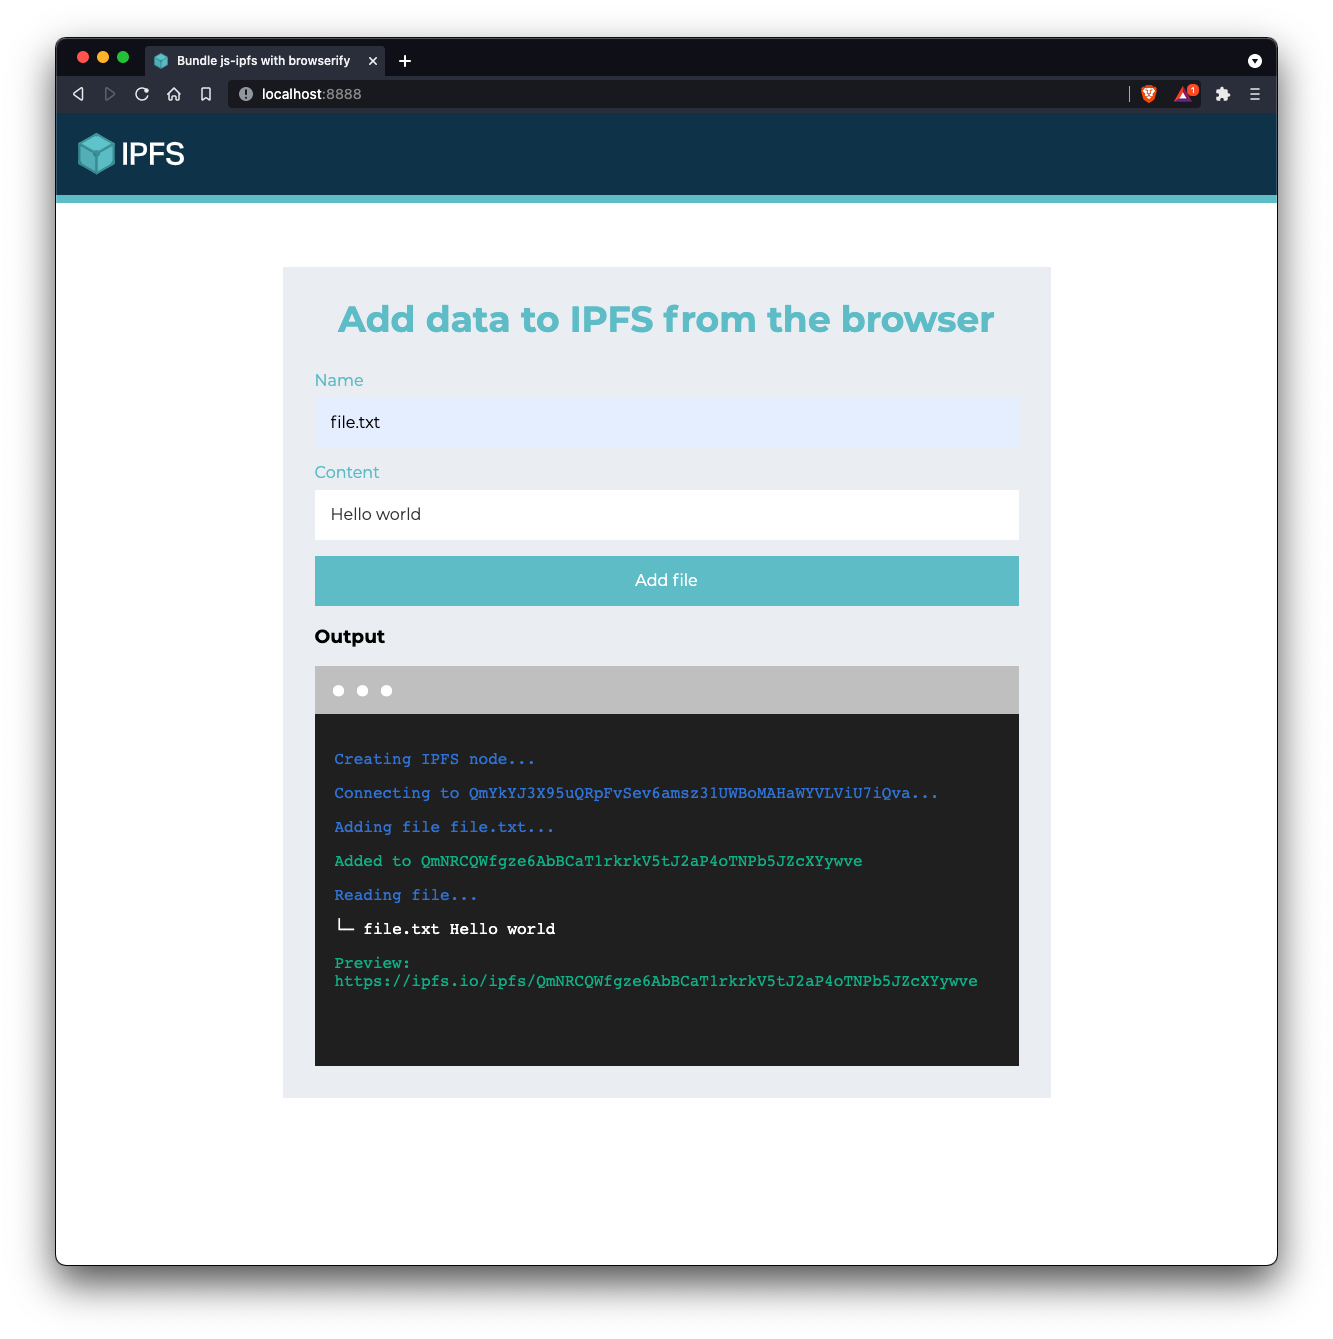 Bundle js-ipfs with browserify
localhost:8888
1
IPFS
Add data to IPFS from the browser
Name
file.txt
Content
Hello world
Add file
Output
Creating IPFS node...
Connecting to QmYkYJ3X95uQRpFvSev6amsz31UWBoMAHaWYVLViU7iQva...
Adding file file.txt...
Added to QmNRCQWfgze6AbBCaT1rkrkV5tJ2aP4oTNPb5JZcXYywve
Reading file...
└─ file.txt Hello world
Preview:
https://ipfs.io/ipfs/QmNRCQWfgze6AbBCaT1rkrkV5tJ2aP4oTNPb5JZcXYywve